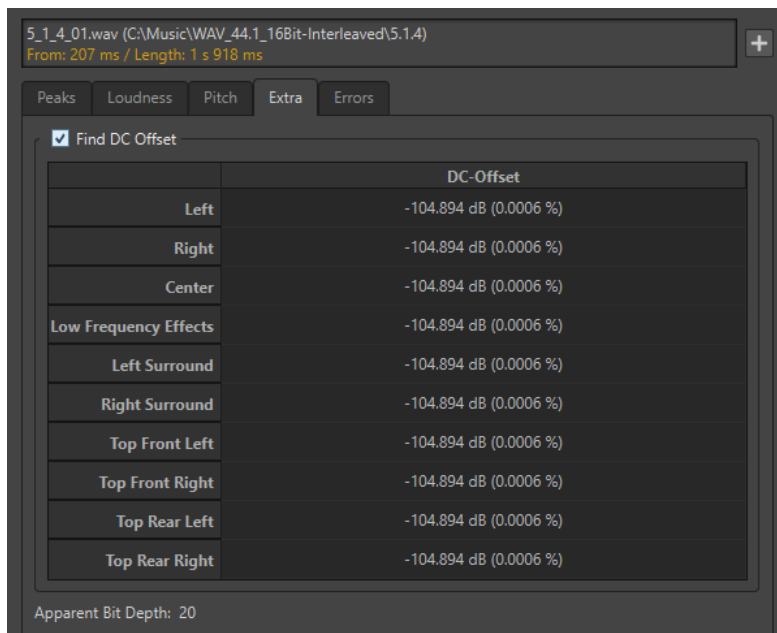 5_1_4_01.wav (C:\Music\WAV_44.1_16Bit-Interleaved\5.1.4)
From: 207 ms / Length: 1 s 918 ms
Peaks Loudness Pitch Extra Errors
Find DC Offset
DC-Offset
Left -104.894 dB (0.0006 %)
Right -104.894 dB (0.0006 %)
Center -104.894 dB (0.0006 %)
Low Frequency Effects -104.894 dB (0.0006 %)
Left Surround -104.894 dB (0.0006 %)
Right Surround -104.894 dB (0.0006 %)
Top Front Left -104.894 dB (0.0006 %)
Top Front Right -104.894 dB (0.0006 %)
Top Rear Left -104.894 dB (0.0006 %)
Top Rear Right -104.894 dB (0.0006 %)
Apparent Bit Depth: 20